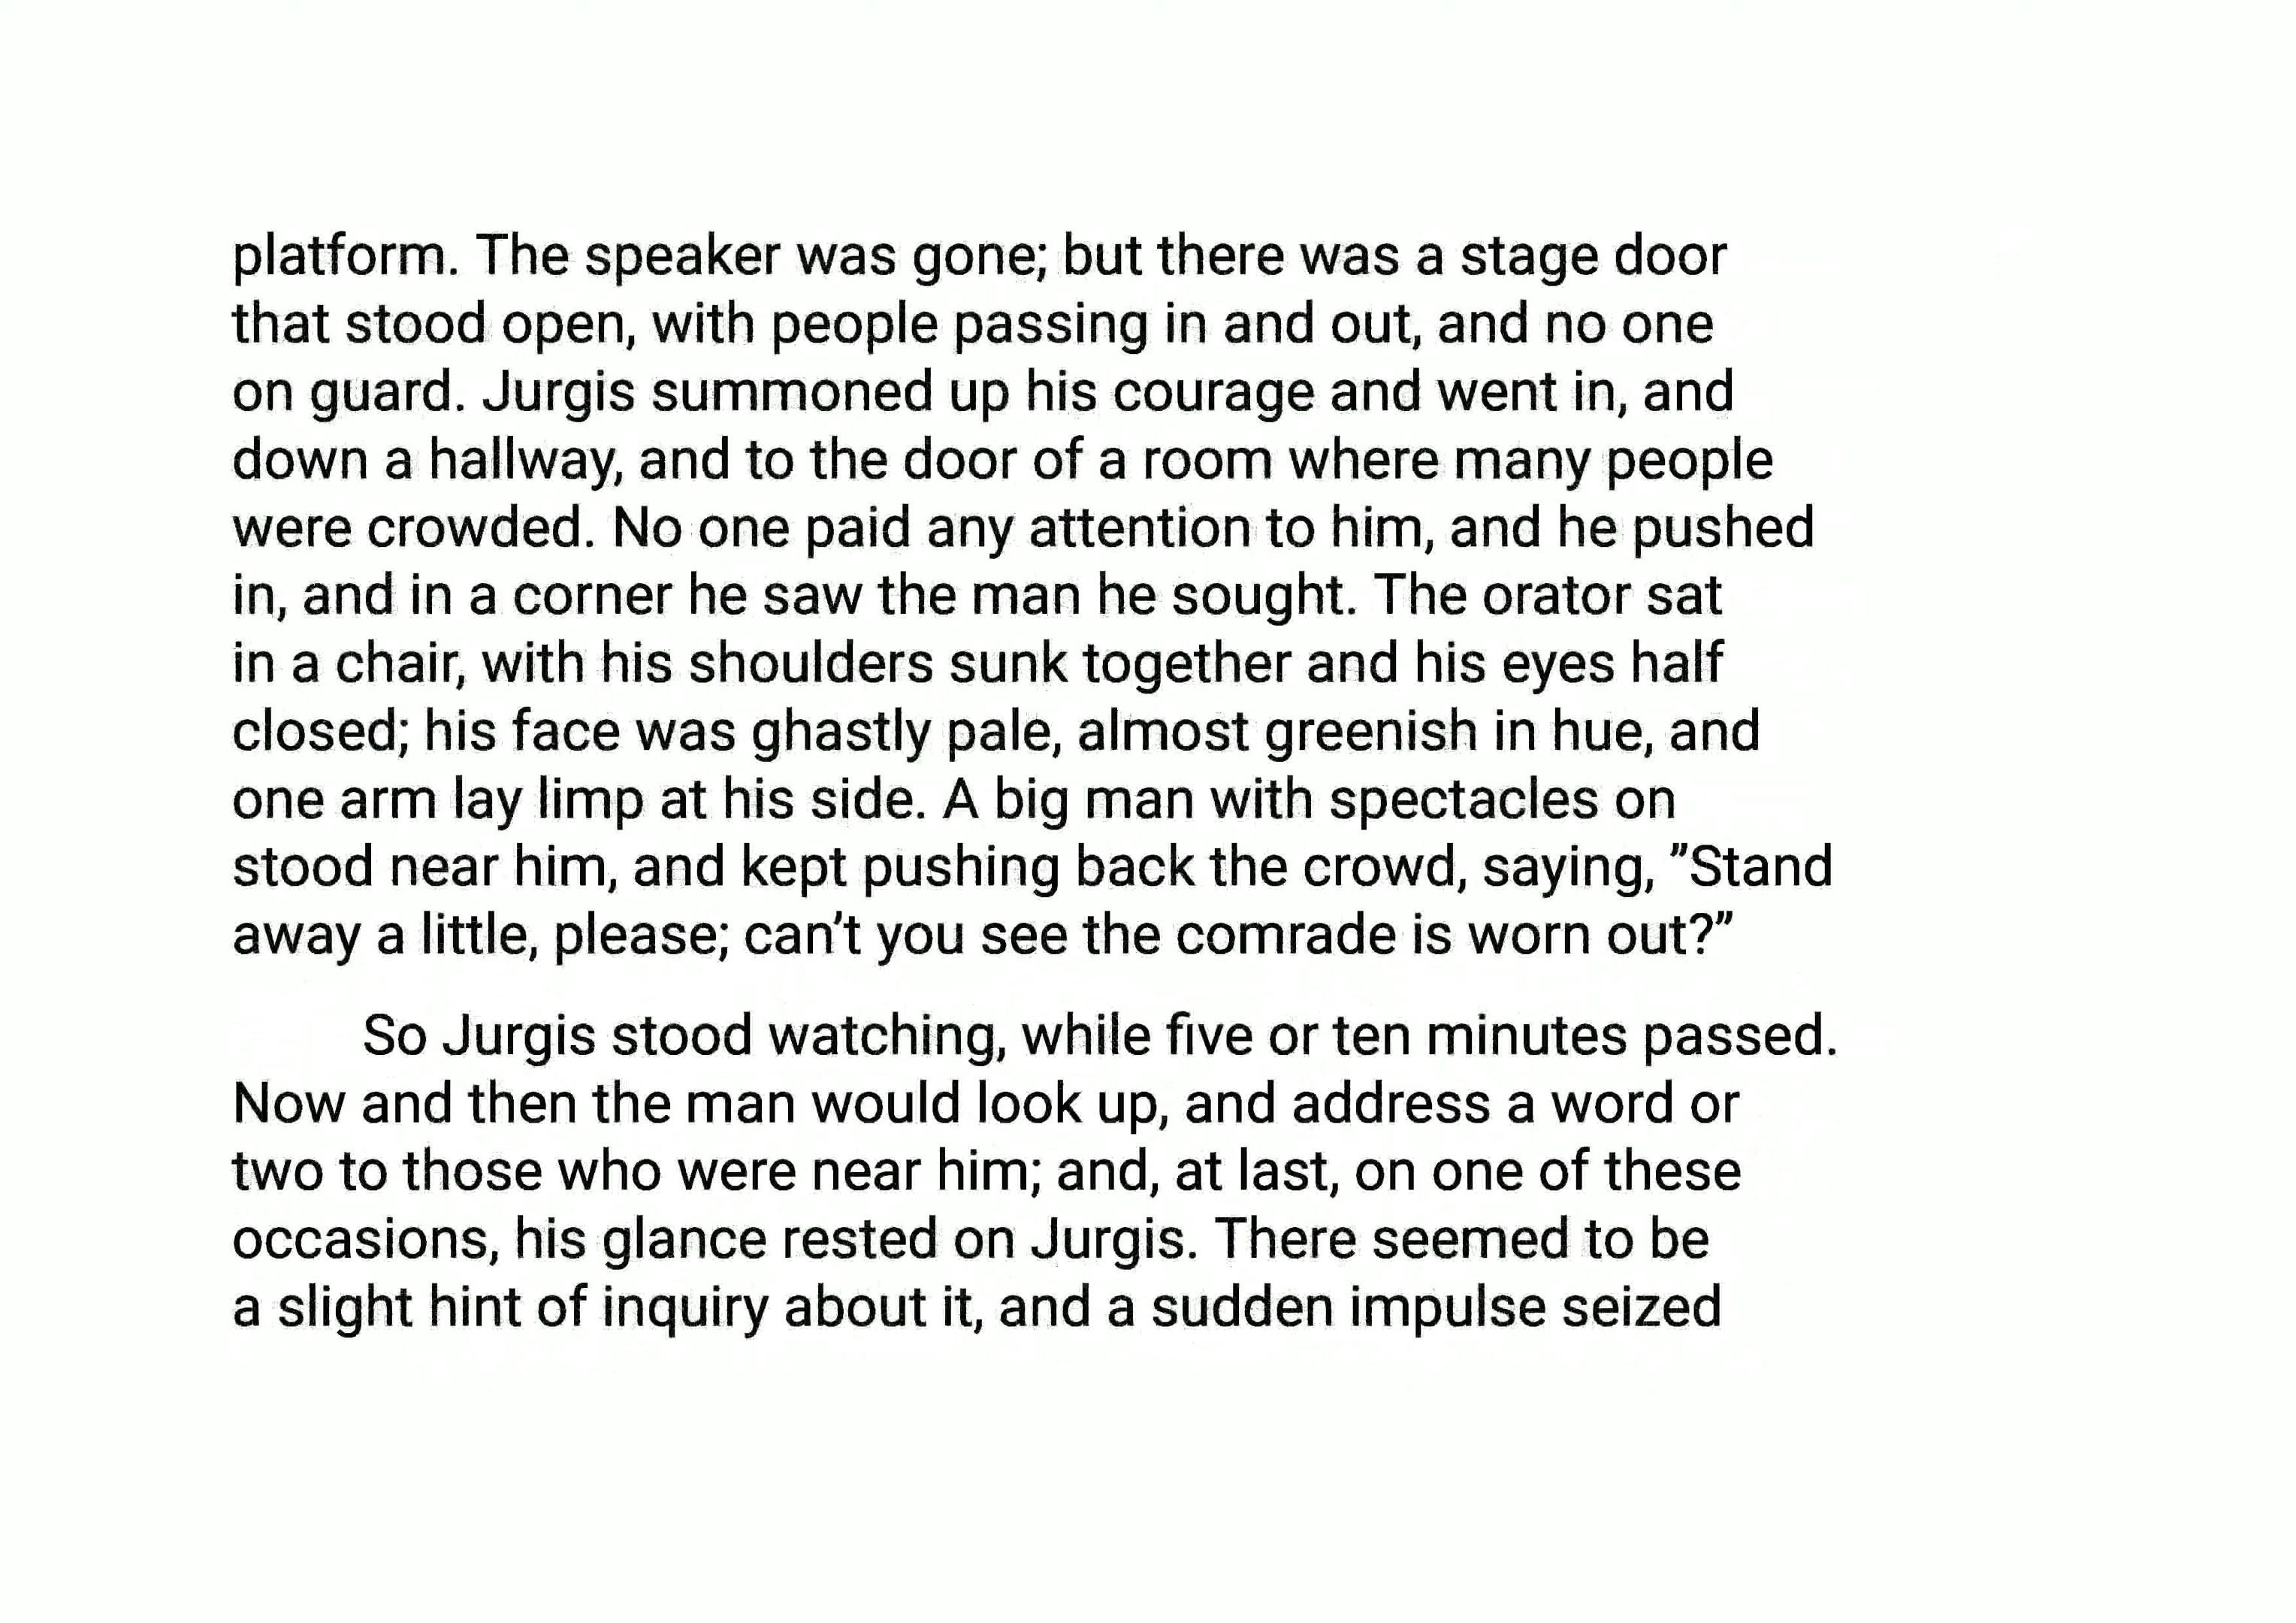 platform. The speaker was gone; but there was a stage door
that stood open, with people passing in and out, and no one
on guard. Jurgis summoned up his courage and went in, and
down a hallway, and to the door of a room where many people
were crowded. No one paid any attention to him, and he pushed
in, and in a corner he saw the man he sought. The orator sat
in a chair, with his shoulders sunk together and his eyes half
closed; his face was ghastly pale, almost greenish in hue, and
one arm lay limp at his side. A big man with spectacles on
stood near him, and kept pushing back the crowd, saying, ”Stand
away a little, please; can’t you see the comrade is worn out?”
So Jurgis stood watching, while five or ten minutes passed.
Now and then the man would look up, and address a word or
two to those who were near him; and, at last, on one of these
occasions, his glance rested on Jurgis. There seemed to be
a slight hint of inquiry about it, and a sudden impulse seized